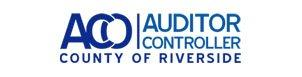 ACO AUDITOR
CONTROLLER
COUNTY OF RIVERSIDE